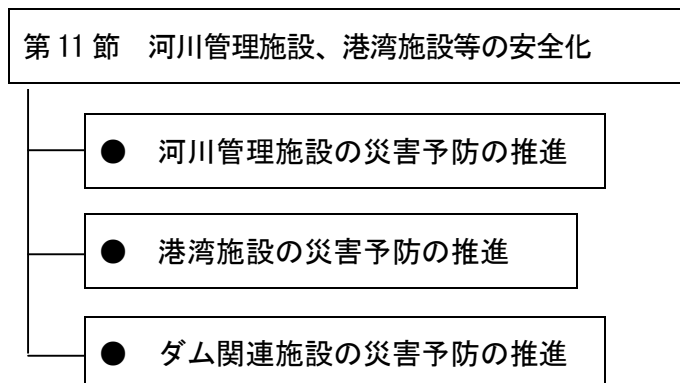 第11節　河川管理施設、港湾施設等の安全化
●　河川管理施設の災害予防の推進
●　港湾施設の災害予防の推進
●　ダム関連施設の災害予防の推進